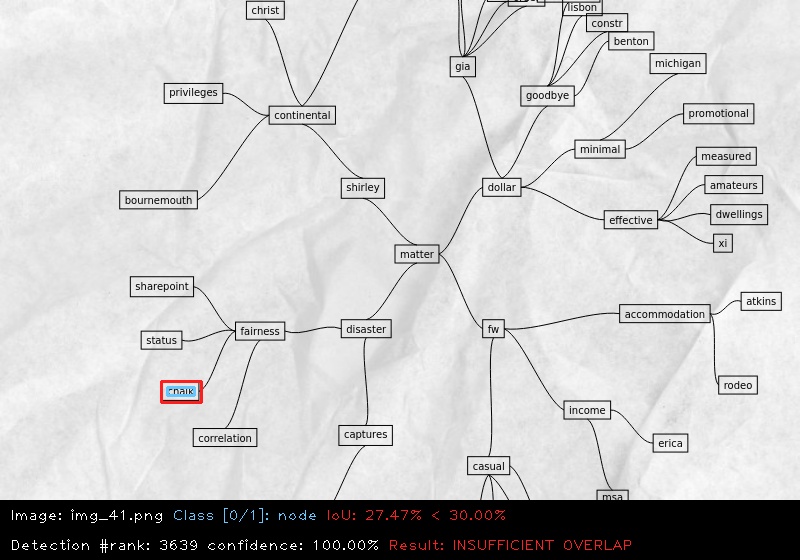 christ
lisbon
constr
benton
gia
michigan
privileges
goodbye
continental
promotional
minimal
measured
shirley
dollar
amateurs
bournemouth
dwellings
effective
xi
matter
sharepoint
atkins
accommodation
fairness
disaster
fw
status
rodeo
chalk
income
captures
correlation
erica
casual
msa
Image: img_41.png Class [0/1]: node IoU: 27.47% < 30.00%
Detection #rank: 3639 confidence: 100.00% Result: INSUFFICIENT OVERLAP